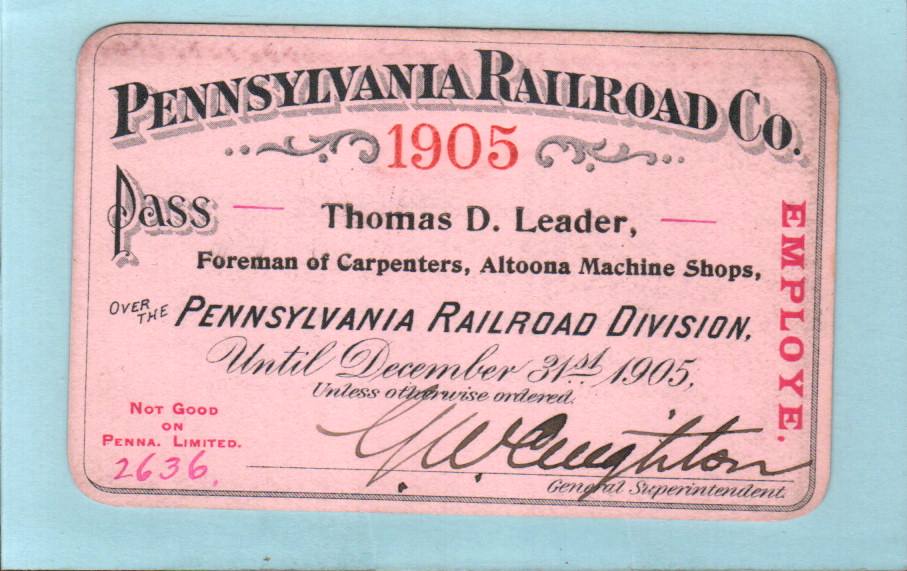 PENNSYLVANIA RAILROAD CO.
1905
Pass
Thomas D. Leader,
Foreman of Carpenters, Altoona Machine Shops,
OVER THE PENNSYLVANIA RAILROAD DIVISION,
Until December 31st 1905,
Unless otherwise ordered.
EMPLOYE.
NOT GOOD
ON
PENNA. LIMITED.
2636.
G W Creighton
General Superintendent.